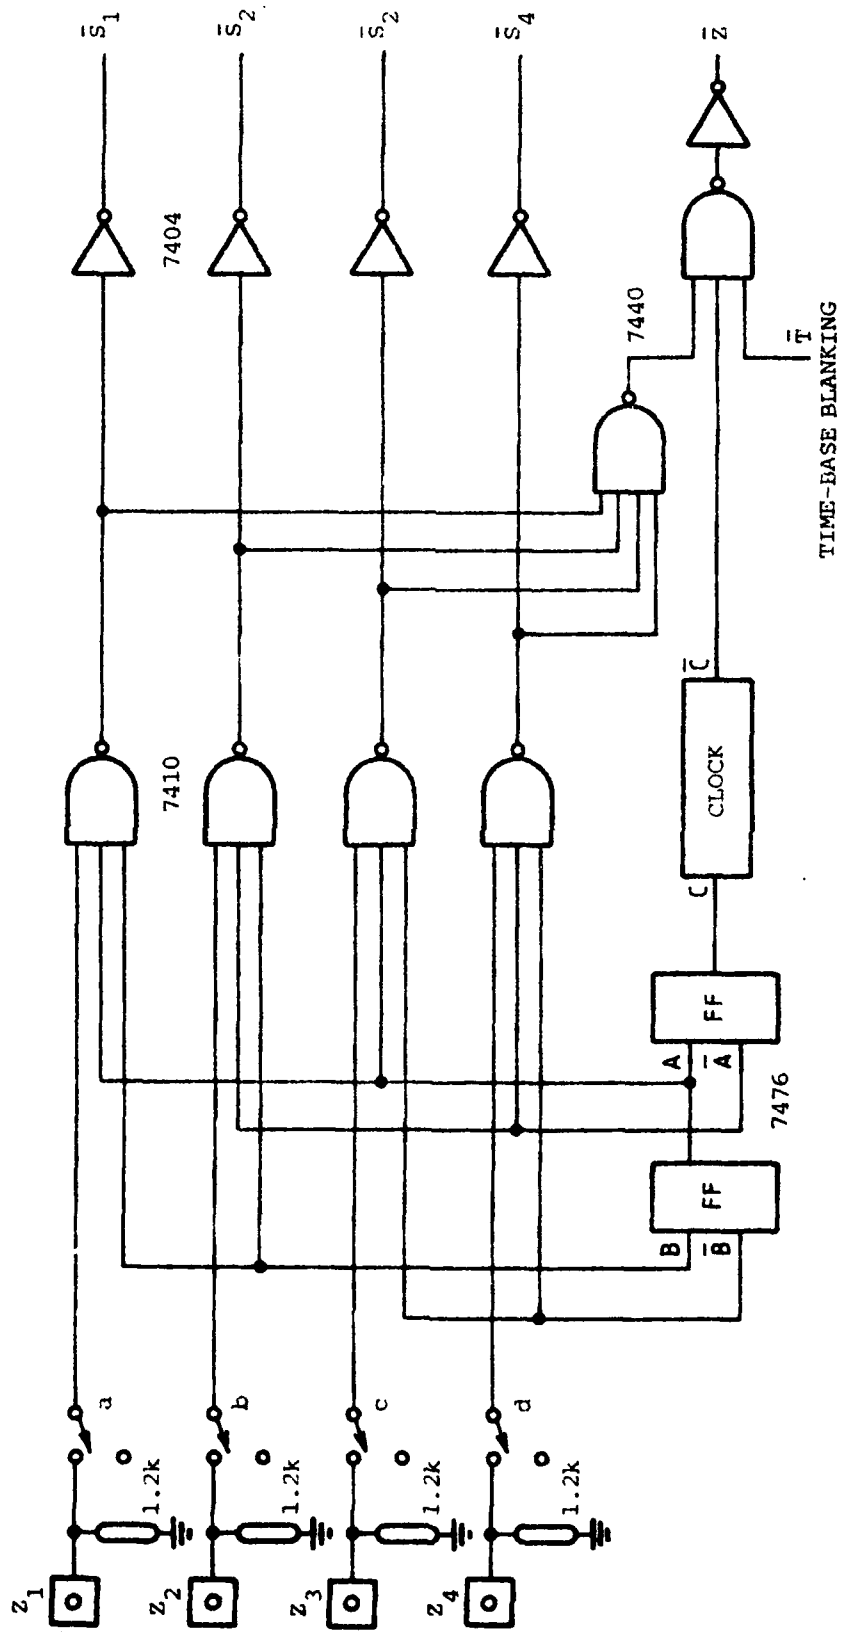 z1
z2
z3
z4
1.2k
1.2k
1.2k
1.2k
a
b
c
d
B
B̅
FF
7476
A
A̅
FF
C
CLOCK
C̅
7410
7440
T̅
TIME-BASE BLANKING
7404
s̅1
s̅2
s̅2
s̅4
z̅